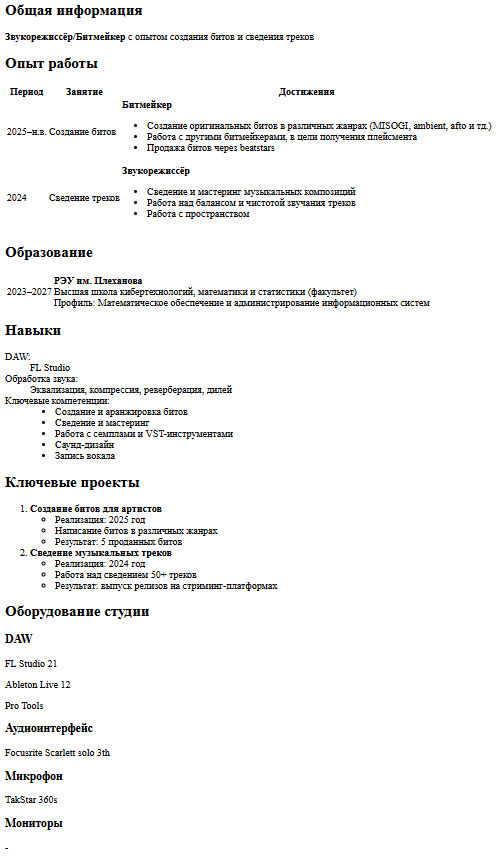 Общая информация
Звукорежиссёр/Битмейкер с опытом создания битов и сведения треков
Опыт работы
Период Занятие Достижения
Битмейкер
2025–н.в. Создание битов
Создание оригинальных битов в различных жанрах (MISOGI, ambient, afto и тд.)
Работа с другими битмейкерами, в цели получения плейсмента
Продажа битов через beatstars
Звукорежиссёр
2024 Сведение треков
Сведение и мастеринг музыкальных композиций
Работа над балансом и чистотой звучания треков
Работа с пространством
Образование
РЭУ им. Плеханова
2023–2027 Высшая школа кибертехнологий, математики и статистики (факультет)
Профиль: Математическое обеспечение и администрирование информационных систем
Навыки
DAW:
FL Studio
Обработка звука:
Эквализация, компрессия, реверберация, дилей
Ключевые компетенции:
Создание и аранжировка битов
Сведение и мастеринг
Работа с семплами и VST-инструментами
Саунд-дизайн
Запись вокала
Ключевые проекты
1. Создание битов для артистов
Реализация: 2025 год
Написание битов в различных жанрах
Результат: 5 проданных битов
2. Сведение музыкальных треков
Реализация: 2024 год
Работа над сведением 50+ треков
Результат: выпуск релизов на стриминг-платформах
Оборудование студии
DAW
FL Studio 21
Ableton Live 12
Pro Tools
Аудиоинтерфейс
Focusrite Scarlett solo 3th
Микрофон
TakStar 360s
Мониторы